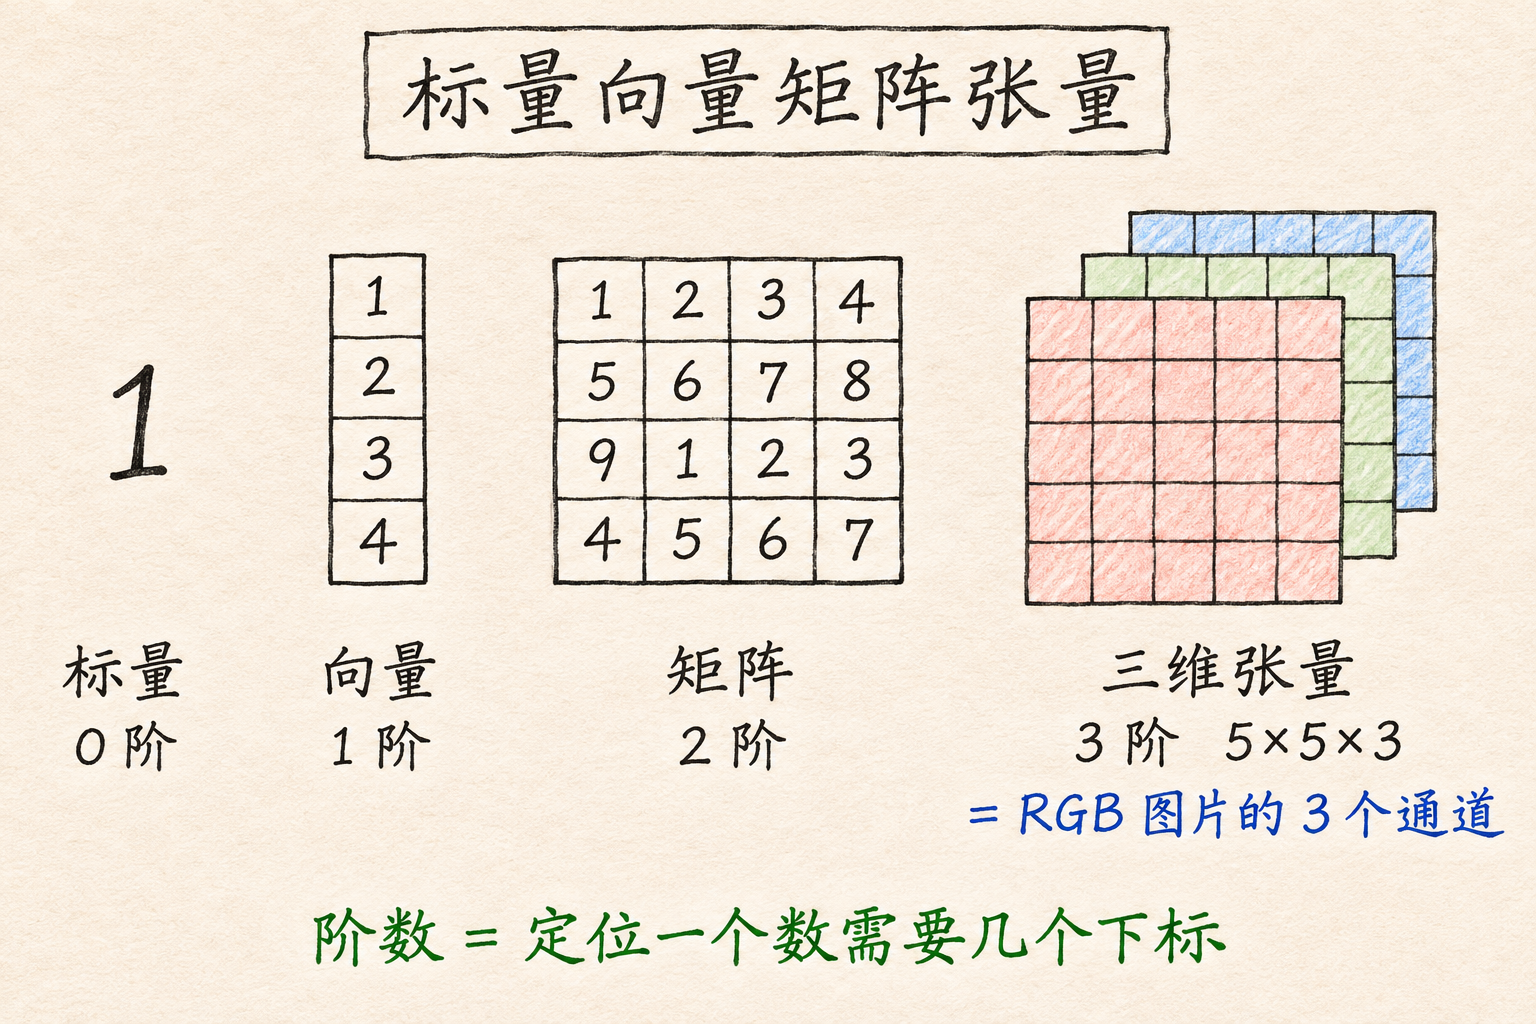 标量向量矩阵张量
1
1
2
3
4
1 2 3 4
5 6 7 8
9 1 2 3
4 5 6 7
标量
0 阶
向量
1 阶
矩阵
2 阶
三维张量
3 阶 5×5×3
= RGB 图片的 3 个通道
阶数 = 定位一个数需要几个下标